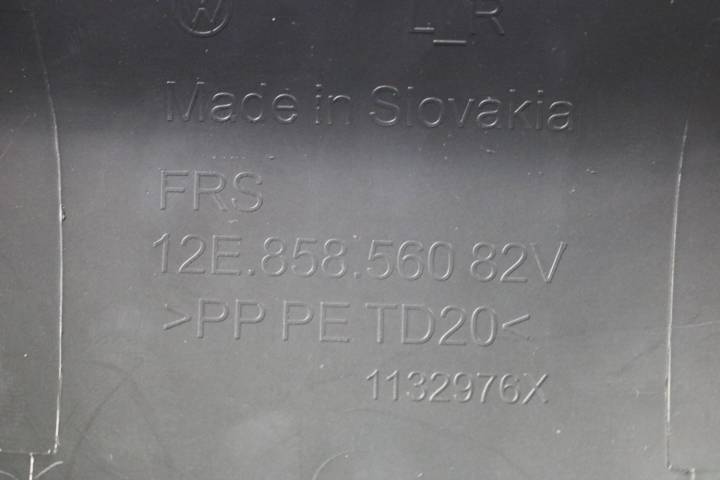 L_R
Made in Slovakia
FRS
12E.858.560 82V
>PP PE TD20<
1132976X